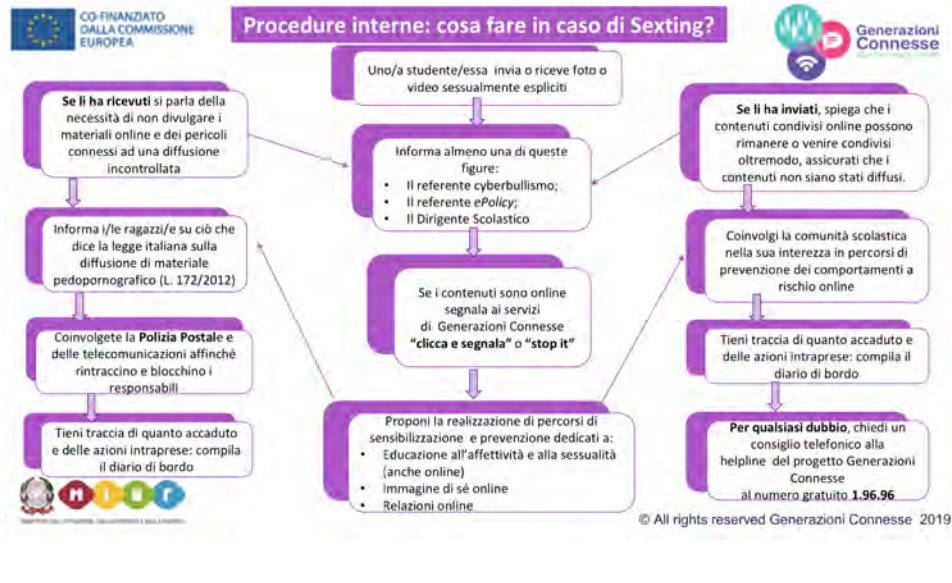 CO-FINANZIATO
DALLA COMMISSIONE
EUROPEA
Procedure interne: cosa fare in caso di Sexting?
Generazioni
Connesse
Uno/a studente/essa invia o riceve foto o
video sessualmente espliciti
Se li ha ricevuti si parla della
necessità di non divulgare i
materiali online e dei pericoli
connessi ad una diffusione
incontrollata
Informa i/le ragazzi/e su ciò che
dice la legge italiana sulla
diffusione di materiale
pedopornografico (L. 172/2012)
Coinvolgete la Polizia Postale e
delle telecomunicazioni affinché
rintraccino e blocchino i
responsabili
Tieni traccia di quanto accaduto
e delle azioni intraprese: compila
il diario di bordo
Informa almeno una di queste
figure:
• Il referente cyberbullismo;
• Il referente ePolicy;
• Il Dirigente Scolastico
Se i contenuti sono online
segnala ai servizi
di Generazioni Connesse
“clicca e segnala” o “stop it”
Proponi la realizzazione di percorsi di
sensibilizzazione e prevenzione dedicati a:
• Educazione all'affettività e alla sessualità
(anche online)
• Immagine di sé online
• Relazioni online
Se li ha inviati, spiega che i
contenuti condivisi online possono
rimanere o venire condivisi
oltremodo, assicurati che i
contenuti non siano stati diffusi.
Coinvolgi la comunità scolastica
nella sua interezza in percorsi di
prevenzione dei comportamenti a
rischio online
Tieni traccia di quanto accaduto e
delle azioni intraprese: compila il
diario di bordo
Per qualsiasi dubbio, chiedi un
consiglio telefonico alla
helpline del progetto Generazioni
Connesse
al numero gratuito 1.96.96
MIUR
© All rights reserved Generazioni Connesse 2019